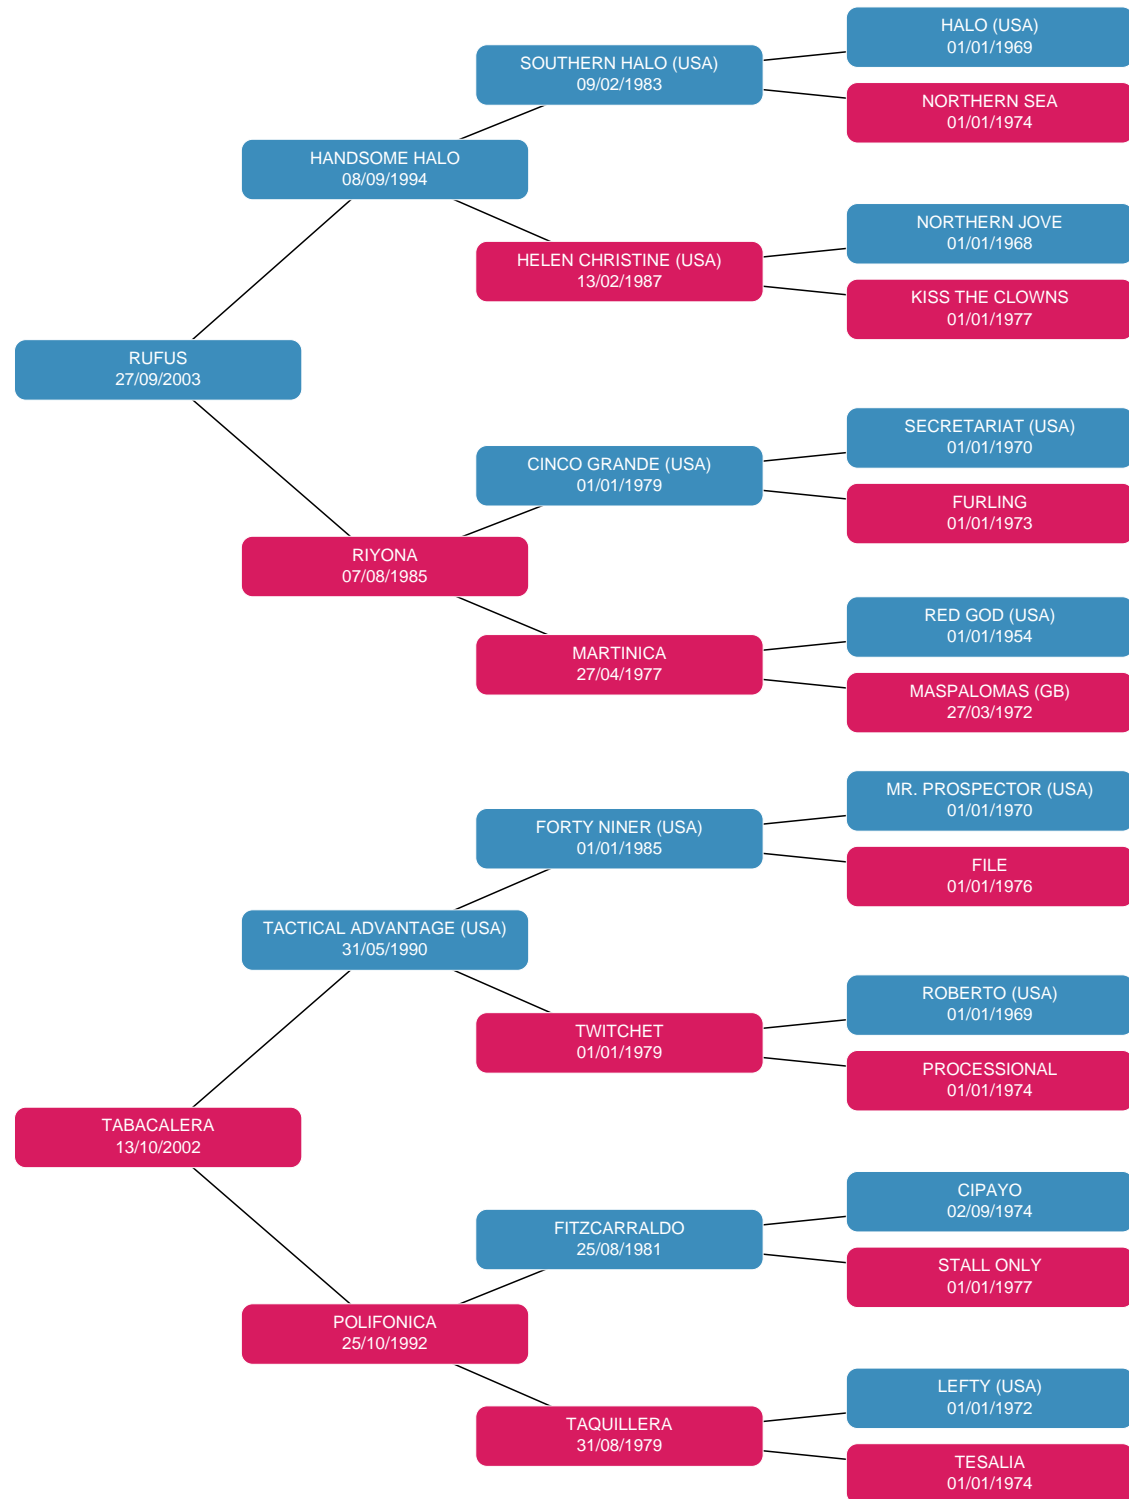 HALO (USA)
01/01/1969
SOUTHERN HALO (USA)
09/02/1983
NORTHERN SEA
01/01/1974
HANDSOME HALO
08/09/1994
NORTHERN JOVE
01/01/1968
HELEN CHRISTINE (USA)
13/02/1987
KISS THE CLOWNS
01/01/1977
RUFUS
27/09/2003
SECRETARIAT (USA)
01/01/1970
CINCO GRANDE (USA)
01/01/1979
FURLING
01/01/1973
RIYONA
07/08/1985
RED GOD (USA)
01/01/1954
MARTINICA
27/04/1977
MASPALOMAS (GB)
27/03/1972
MR. PROSPECTOR (USA)
01/01/1970
FORTY NINER (USA)
01/01/1985
FILE
01/01/1976
TACTICAL ADVANTAGE (USA)
31/05/1990
ROBERTO (USA)
01/01/1969
TWITCHET
01/01/1979
PROCESSIONAL
01/01/1974
TABACALERA
13/10/2002
CIPAYO
02/09/1974
FITZCARRALDO
25/08/1981
STALL ONLY
01/01/1977
POLIFONICA
25/10/1992
LEFTY (USA)
01/01/1972
TAQUILLERA
31/08/1979
TESALIA
01/01/1974